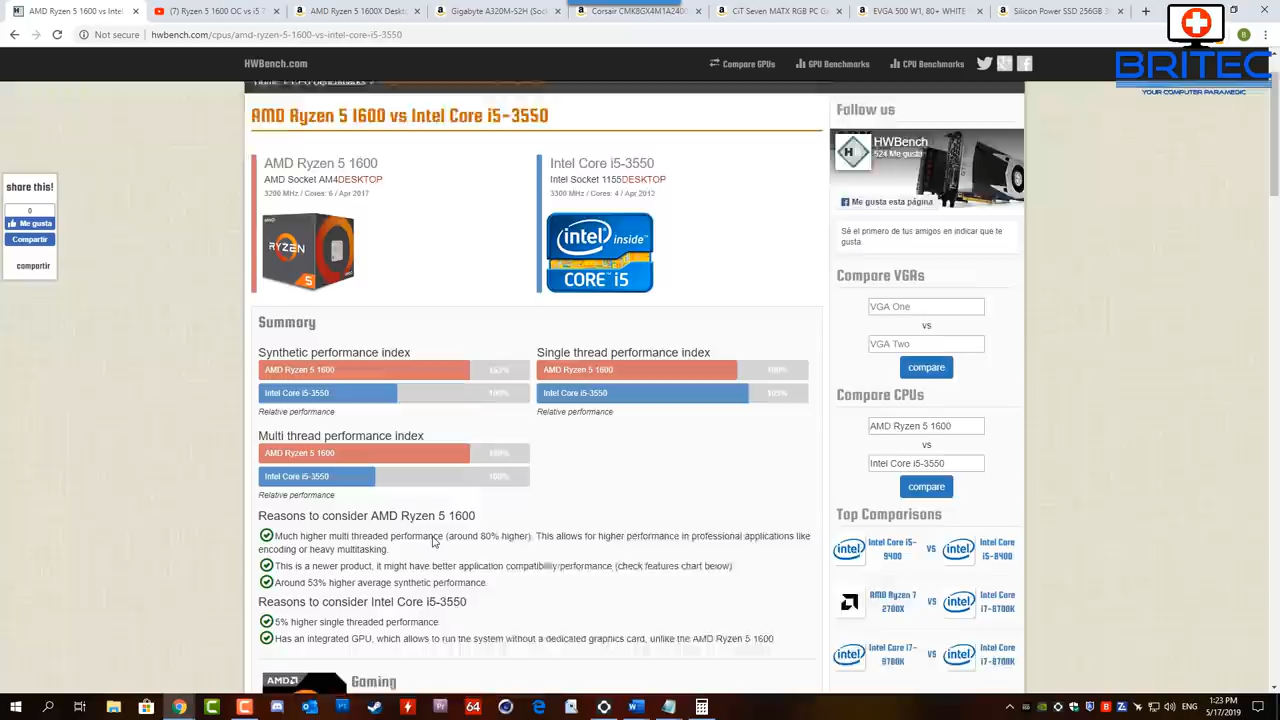 AMD Ryzen 5 1600 vs Intel
(7) Ryzen 5 1600 OC vs i5 7
AMD Ryzen 5 1600X Deskt
Gigabyte A320M-S2H (Soc
Corsair CMK8GX4M1A240
CiT Seven MATX RGB PC G
EVGA 500 W1, 80+ WHITE
Silicon Power SSD 256GB 3
Not secure | hwbench.com/cpus/amd-ryzen-5-1600-vs-intel-core-i5-3550
B
BRITEC
YOUR COMPUTER PARAMEDIC
HWBench.com
Compare GPUs
GPU Benchmarks
CPU Benchmarks
AMD Ryzen 5 1600 vs Intel Core i5-3550
Follow us
AMD Ryzen 5 1600
Intel Core i5-3550
AMD Socket AM4DESKTOP
Intel Socket 1155DESKTOP
3200 MHz / Cores: 6 / Apr 2017
3300 MHz / Cores: 4 / Apr 2012
HWBench
524 Me gusta
Me gusta esta página
Sé el primero de tus amigos en indicar que te
gusta.
share this!
0
Me gusta
Compartir
compartir
RYZEN
5
intel inside™
CORE™ i5
Compare VGAs
VGA One
vs
VGA Two
compare
Summary
Synthetic performance index
Single thread performance index
AMD Ryzen 5 1600
153%
AMD Ryzen 5 1600
100%
Intel Core i5-3550
100%
Intel Core i5-3550
105%
Relative performance
Relative performance
Multi thread performance index
AMD Ryzen 5 1600
Intel Core i5-3550
100%
Relative performance
Compare CPUs
AMD Ryzen 5 1600
vs
Intel Core i5-3550
compare
Reasons to consider AMD Ryzen 5 1600
Much higher multi threaded performance (around 80% higher). This allows for higher performance in professional applications like
encoding or heavy multitasking.
This is a newer product, it might have better application compatibility/performance. (check features chart below)
Around 53% higher average synthetic performance.
Reasons to consider Intel Core i5-3550
5% higher single threaded performance.
Has an integrated GPU, which allows to run the system without a dedicated graphics card, unlike the AMD Ryzen 5 1600
Top Comparisons
Intel Core i5-
9400
VS
Intel Core
i5-8400
AMD Ryzen 7
2700X
VS
Intel Core
i7-8700K
Intel Core i7-
9700K
VS
Intel Core
i7-8700K
AMD
Gaming
1:23 PM
5/17/2019